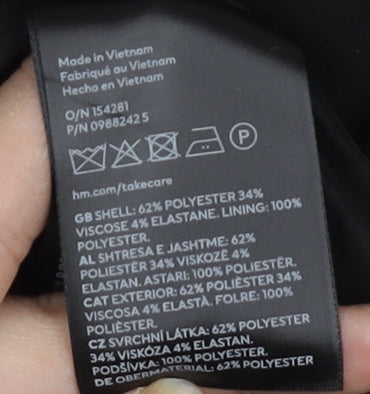 Made in Vietnam
Fabriqué au Vietnam
Hecho en Vietnam
O/N 154281
P/N 0988242 S
P
hm.com/takecare
GB SHELL: 62% POLYESTER 34%
VISCOSE 4% ELASTANE. LINING: 100%
POLYESTER.
AL SHTRESA E JASHTME: 62%
POLIESTËR 34% VISKOZË 4%
ELASTAN. ASTARI: 100% POLIESTËR.
CAT EXTERIOR: 62% POLIÈSTER 34%
VISCOSA 4% ELASTÀ. FOLRE: 100%
POLIÈSTER.
CZ SVRCHNÍ LÁTKA: 62% POLYESTER
34% VISKÓZA 4% ELASTAN.
PODŠÍVKA: 100% POLYESTER.
DE OBERMATERIAL: 62% POLYESTER